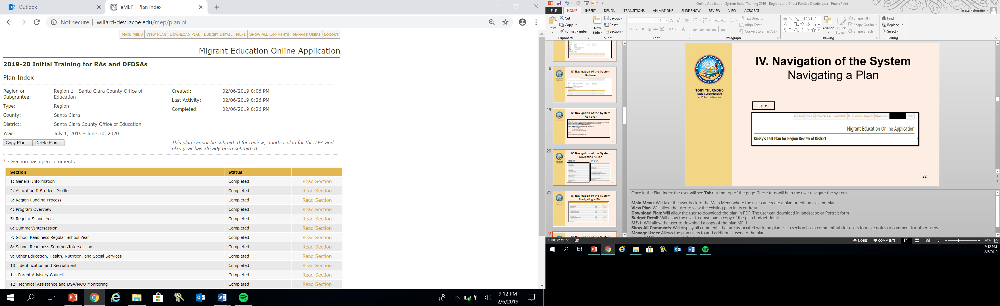 Outlook
eMEP - Plan Index
Not secure | willard-dev.lacoe.edu/mep/plan.pl
MAIN MENU VIEW PLAN DOWNLOAD PLAN BUDGET DETAIL ME-1 SHOW ALL COMMENTS MANAGE USERS LOGOUT
Migrant Education Online Application
2019-20 Initial Training for RAs and DFDSAs
Plan Index
Region or Subgrantee: Region 1 - Santa Clara County Office of Education
Created: 02/06/2019 8:06 PM
Last Activity: 02/06/2019 8:26 PM
Type: Region
Completed: 02/06/2019 8:26 PM
County: Santa Clara
District: Santa Clara County Office of Education
Year: July 1, 2019 - June 30, 2020
Copy Plan ... Delete Plan ...
This plan cannot be submitted for review; another plan for this LEA and
plan year has already been submitted.
* - Section has open comments
Section Status
1: General Information Completed Read Section
2: Allocation & Student Profile Completed Read Section
3: Region Funding Process Completed Read Section
4: Program Overview Completed Read Section
5: Regular School Year Completed Read Section
6: Summer/Intersession Completed Read Section
7: School Readiness Regular School Year Completed Read Section
8: School Readiness Summer/Intersession Completed Read Section
9: Other Education, Health, Nutrition, and Social Services Completed Read Section
10: Identification and Recruitment Completed Read Section
11: Parent Advisory Council Completed Read Section
12: Technical Assistance and DSA/MOU Monitoring Completed Read Section
9:12 PM
2/6/2019
Online Application System Initial Training 2019 - Regions and Direct Funded Distrits.pptx - PowerPoint
FILE HOME INSERT DESIGN TRANSITIONS ANIMATIONS SLIDE SHOW REVIEW VIEW ACROBAT
Teresa Palomino
Paste Cut Copy Format Painter
New Slide Layout Reset Section
12
B I U S abc AV Aa A
Text Direction
Align Text
Convert to SmartArt
Arrange Quick Styles
Shape Fill
Shape Outline
Shape Effects
Find
Replace
Select
Clipboard Slides Font Paragraph Drawing Editing
18
IV. Navigation of the System
Rollover
19
IV. Navigation of the System
Roll-over
20
IV. Navigation of the System
Navigating A Plan
Region DFDSA
21
IV. Navigation of the System
Navigating a Plan
22
IV. Navigation of the System
DEPARTMENT OF EDUCATION
STATE OF CALIFORNIA
TONY THURMOND
State Superintendent
of Public Instruction
IV. Navigation of the System
Navigating a Plan
Tabs
MAIN MENU VIEW PLAN DOWNLOAD PLAN BUDGET DETAIL ME-1 SHOW ALL COMMENTS MANAGE USERS LOGOUT
Migrant Education Online Application
Krissy's Test Plan for Region Review of District
22
Once in the Plan Index the user will see Tabs at the top of the page. These tabs will help the user navigate the system.
Main Menu: Will take the user back to the Main Menu where the user can create a plan or edit an existing plan
View Plan: Will allow the user to view the existing plan in its entirety
Download Plan: Will allow the user to download the plan in PDF. The user can download in landscape or Portrait form
Budget Detail: Will allow the user to download a copy of the plan budget detail
ME-1: Will allow the user to download a copy of the plan ME-1
Show All Comments: Will display all comments that are associated with the plan. Each section has a comment tab for users to make notes or comment for other users
Manage Users: Allows the plan users to add additional users to the plan
SLIDE 22 OF 50
NOTES COMMENTS 70%
9:12 PM
2/6/2019